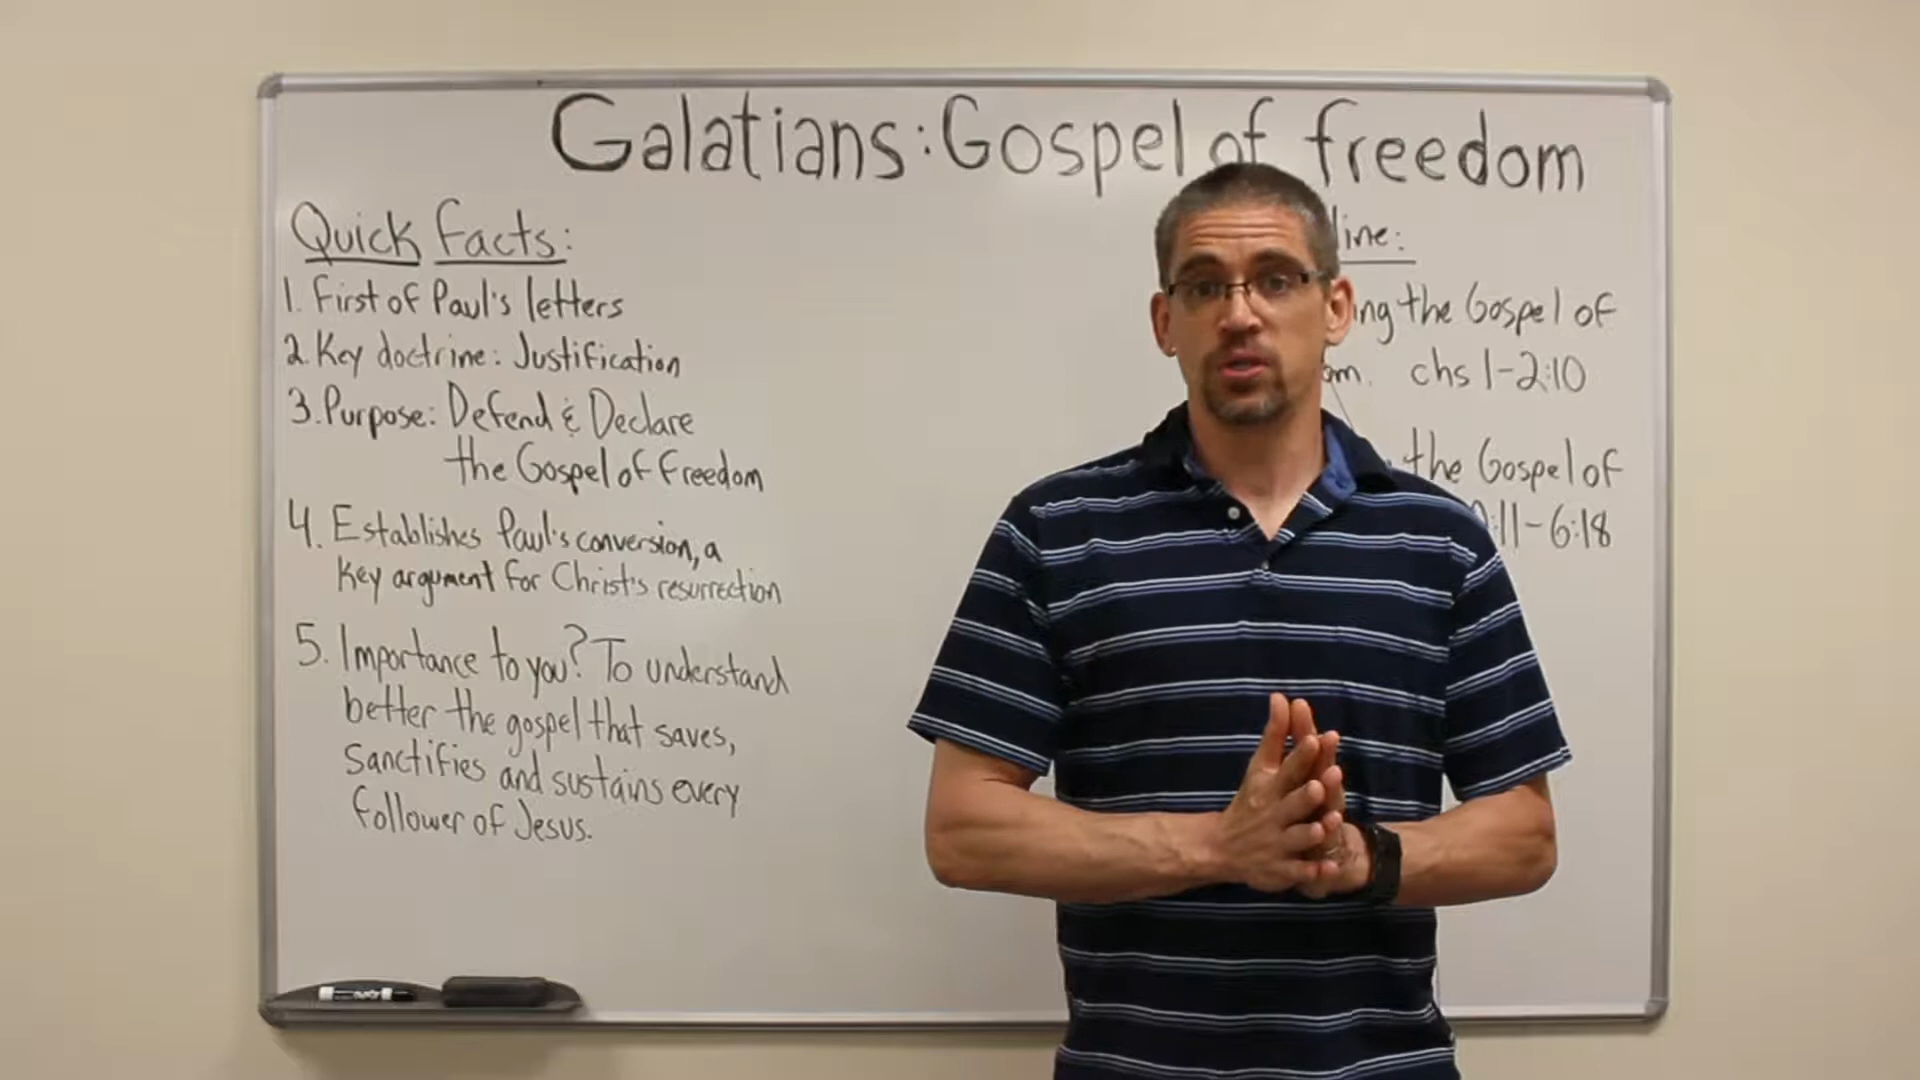 Galatians: Gospel of freedom
Quick Facts:
1. First of Paul's letters
2. Key doctrine: Justification
3. Purpose: Defend & Declare
the Gospel of Freedom
4. Establishes Paul's conversion, a
Key argument for Christ's resurrection
5. Importance to you? To understand
better the gospel that saves,
sanctifies and sustains every
follower of Jesus.
line:
ing the Gospel of
om. chs 1-2:10
the Gospel of
:11-6:18